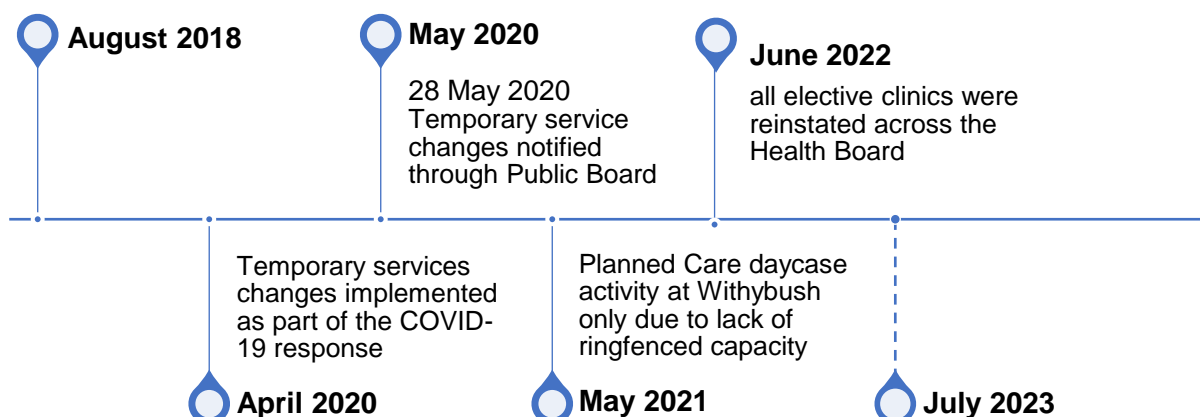 August 2018
May 2020
28 May 2020
Temporary service
changes notified
through Public Board
June 2022
all elective clinics were
reinstated across the
Health Board
Temporary services
changes implemented
as part of the COVID-
19 response
April 2020
Planned Care daycase
activity at Withybush
only due to lack of
ringfenced capacity
May 2021
July 2023